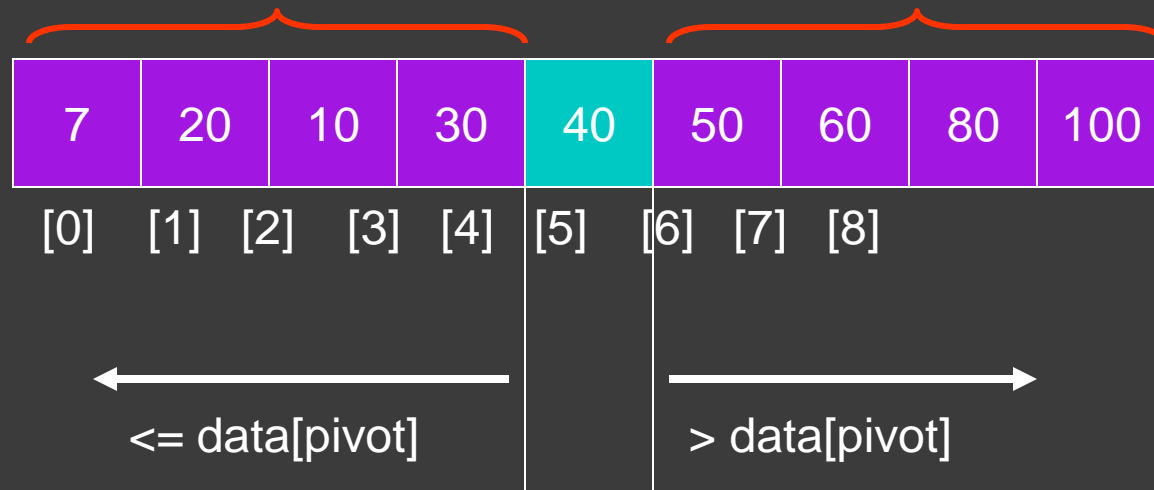 7 20 10 30 40 50 60 80 100
[0] [1] [2] [3] [4] [5] [6] [7] [8]
<= data[pivot] > data[pivot]